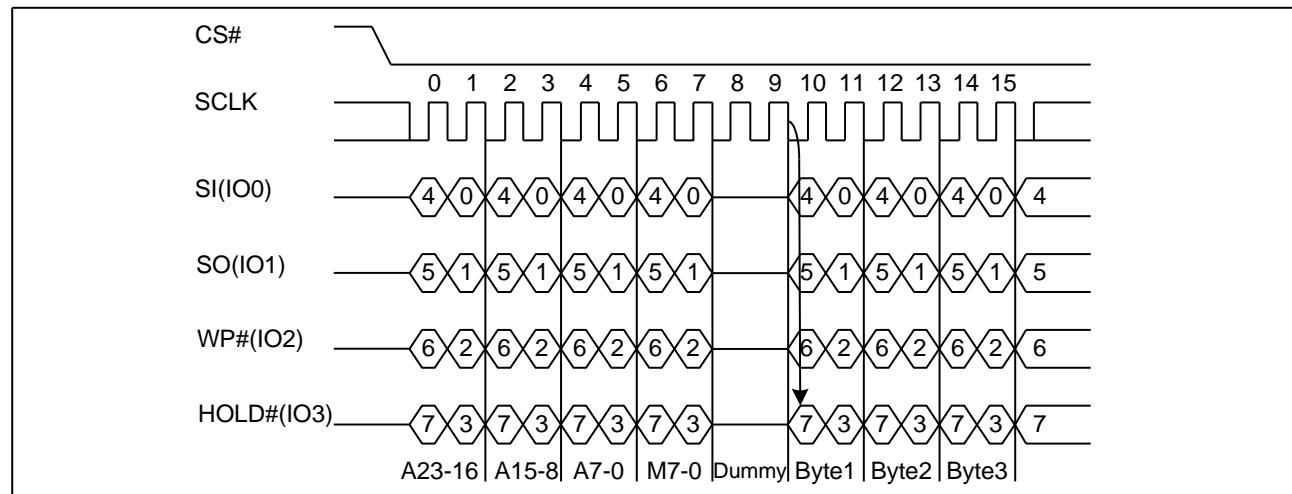 CS#
0 1 2 3 4 5 6 7 8 9 10 11 12 13 14 15
SCLK
SI(IO0) 4 0 4 0 4 0 4 0 4 0 4 0 4 0 4
SO(IO1) 5 1 5 1 5 1 5 1 5 1 5 1 5 1 5
WP#(IO2) 6 2 6 2 6 2 6 2 6 2 6 2 6 2 6
HOLD#(IO3) 7 3 7 3 7 3 7 3 7 3 7 3 7 3 7
A23-16 A15-8 A7-0 M7-0 Dummy Byte1 Byte2 Byte3